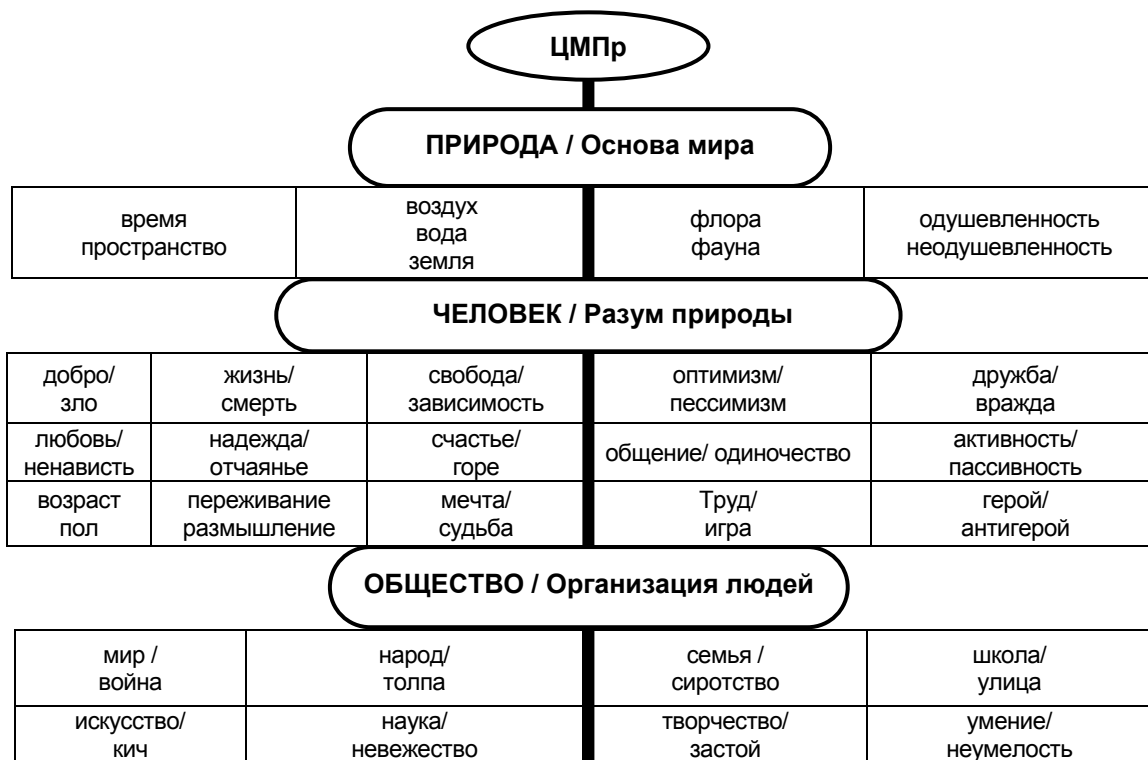 ЦМПр
ПРИРОДА / Основа мира
время
пространство
воздух
вода
земля
флора
фауна
одушевленность
неодушевленность
ЧЕЛОВЕК / Разум природы
добро/
зло
жизнь/
смерть
свобода/
зависимость
оптимизм/
пессимизм
дружба/
вражда
любовь/
ненависть
надежда/
отчаянье
счастье/
горе
общение/ одиночество
активность/
пассивность
возраст
пол
переживание
размышление
мечта/
судьба
Труд/
игра
герой/
антигерой
ОБЩЕСТВО / Организация людей
мир /
война
народ/
толпа
семья /
сиротство
школа/
улица
искусство/
кич
наука/
невежество
творчество/
застой
умение/
неумелость